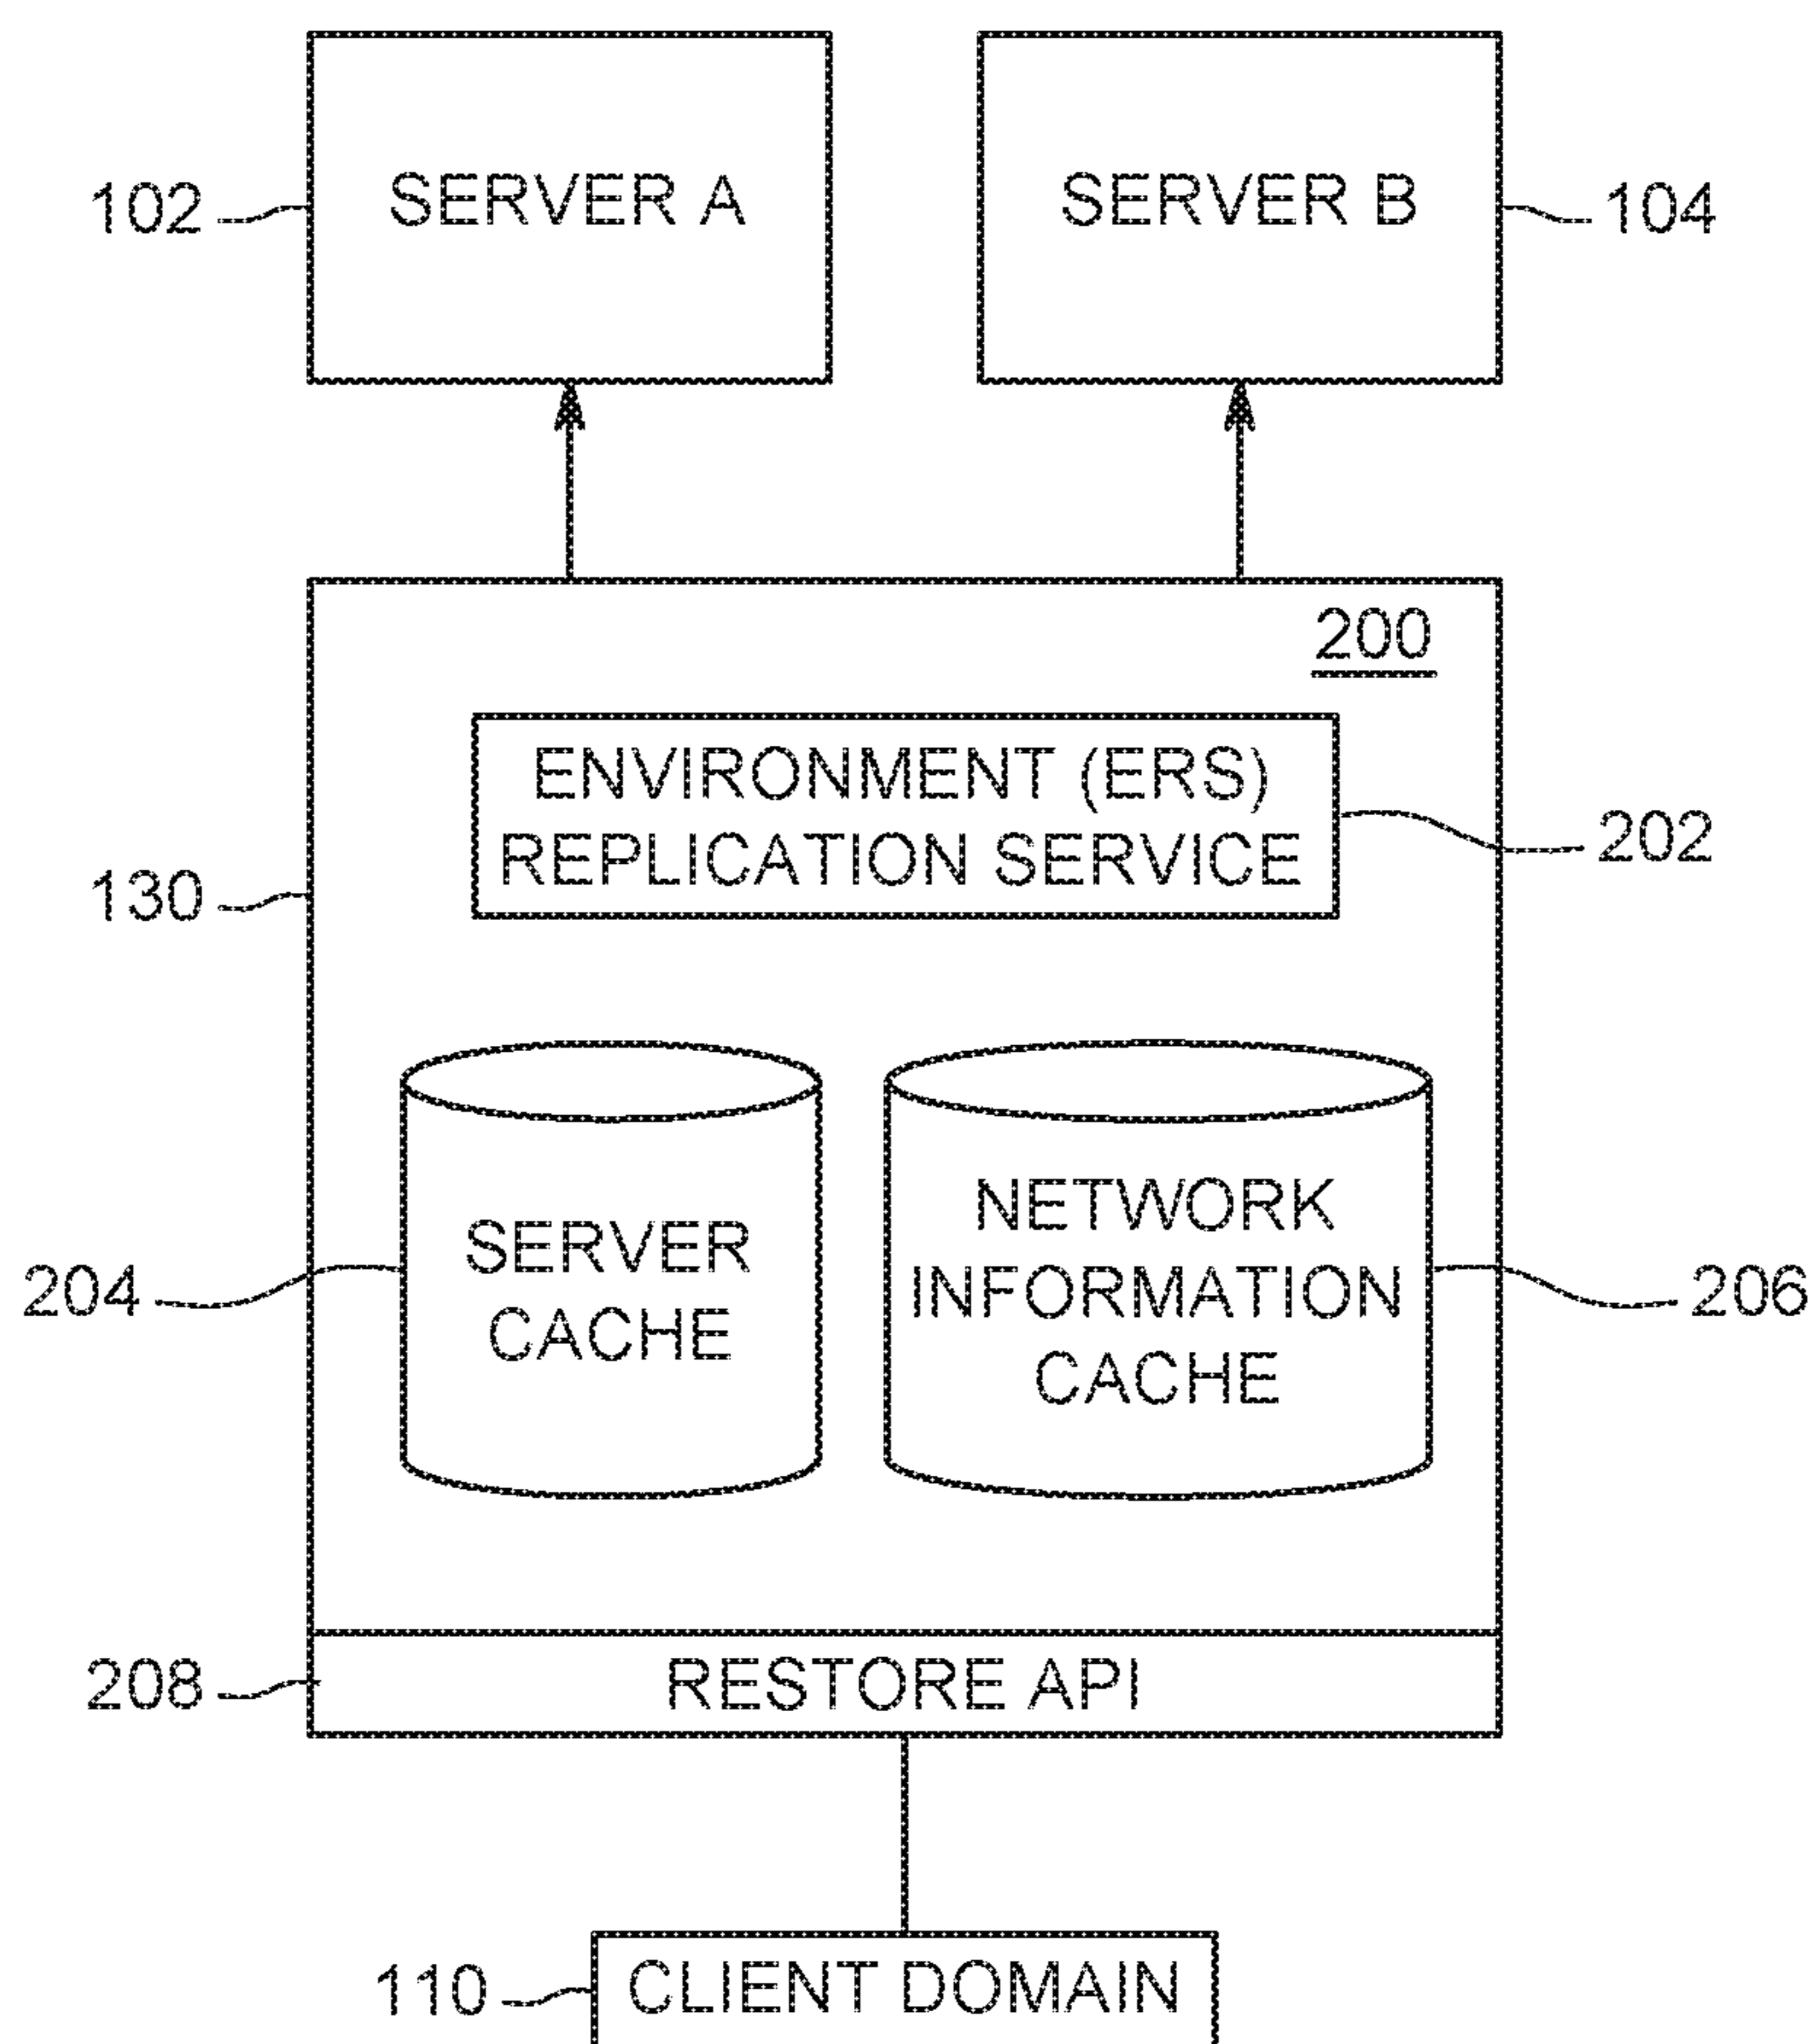 102
SERVER A
SERVER B
104
200
ENVIRONMENT (ERS)
REPLICATION SERVICE
202
130
204
SERVER
CACHE
NETWORK
INFORMATION
CACHE
206
208
RESTORE API
110
CLIENT DOMAIN